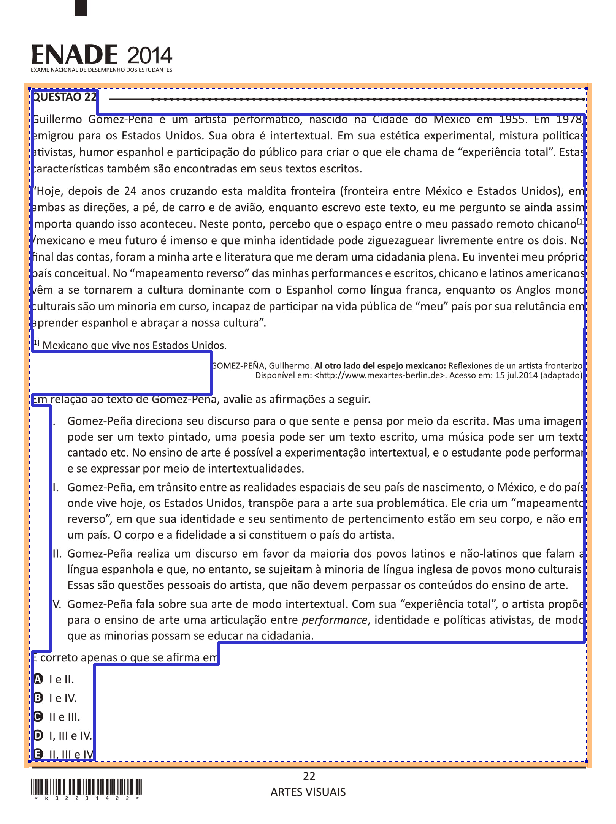 ENADE 2014
EXAME NACIONAL DE DESEMPENHO DOS ESTUDANTES
QUESTÃO 22
Guillermo Gomez-Peña é um artista performático, nascido na Cidade do México em 1955. Em 1978,
emigrou para os Estados Unidos. Sua obra é intertextual. Em sua estética experimental, mistura políticas
ativistas, humor espanhol e participação do público para criar o que ele chama de “experiência total”. Estas
características também são encontradas em seus textos escritos.
“Hoje, depois de 24 anos cruzando esta maldita fronteira (fronteira entre México e Estados Unidos), em
ambas as direções, a pé, de carro e de avião, enquanto escrevo este texto, eu me pergunto se ainda assim
importa quando isso aconteceu. Neste ponto, percebo que o espaço entre o meu passado remoto chicano[1]
/mexicano e meu futuro é imenso e que minha identidade pode ziguezaguear livremente entre os dois. No
final das contas, foram a minha arte e literatura que me deram uma cidadania plena. Eu inventei meu próprio
país conceitual. No “mapeamento reverso” das minhas performances e escritos, chicano e latinos americanos
vêm a se tornarem a cultura dominante com o Espanhol como língua franca, enquanto os Anglos mono
culturais são um minoria em curso, incapaz de participar na vida pública de “meu” país por sua relutância em
aprender espanhol e abraçar a nossa cultura”.
[1] Mexicano que vive nos Estados Unidos.
GOMEZ-PEÑA, Guilhermo. Al otro lado del espejo mexicano: Reflexiones de un artista fronterizo.
Disponível em: <http://www.mexartes-berlin.de>. Acesso em: 15 jul.2014 (adaptado).
Em relação ao texto de Gomez-Peña, avalie as afirmações a seguir.
I. Gomez-Peña direciona seu discurso para o que sente e pensa por meio da escrita. Mas uma imagem
pode ser um texto pintado, uma poesia pode ser um texto escrito, uma música pode ser um texto
cantado etc. No ensino de arte é possível a experimentação intertextual, e o estudante pode performar
e se expressar por meio de intertextualidades.
II. Gomez-Peña, em trânsito entre as realidades espaciais de seu país de nascimento, o México, e do país
onde vive hoje, os Estados Unidos, transpõe para a arte sua problemática. Ele cria um “mapeamento
reverso”, em que sua identidade e seu sentimento de pertencimento estão em seu corpo, e não em
um país. O corpo e a fidelidade a si constituem o país do artista.
III. Gomez-Peña realiza um discurso em favor da maioria dos povos latinos e não-latinos que falam a
língua espanhola e que, no entanto, se sujeitam à minoria de língua inglesa de povos mono culturais.
Essas são questões pessoais do artista, que não devem perpassar os conteúdos do ensino de arte.
IV. Gomez-Peña fala sobre sua arte de modo intertextual. Com sua “experiência total”, o artista propõe
para o ensino de arte uma articulação entre performance, identidade e políticas ativistas, de modo
que as minorias possam se educar na cidadania.
É correto apenas o que se afirma em
A I e II.
B I e IV.
C II e III.
D I, III e IV.
E II, III e IV.
22
ARTES VISUAIS